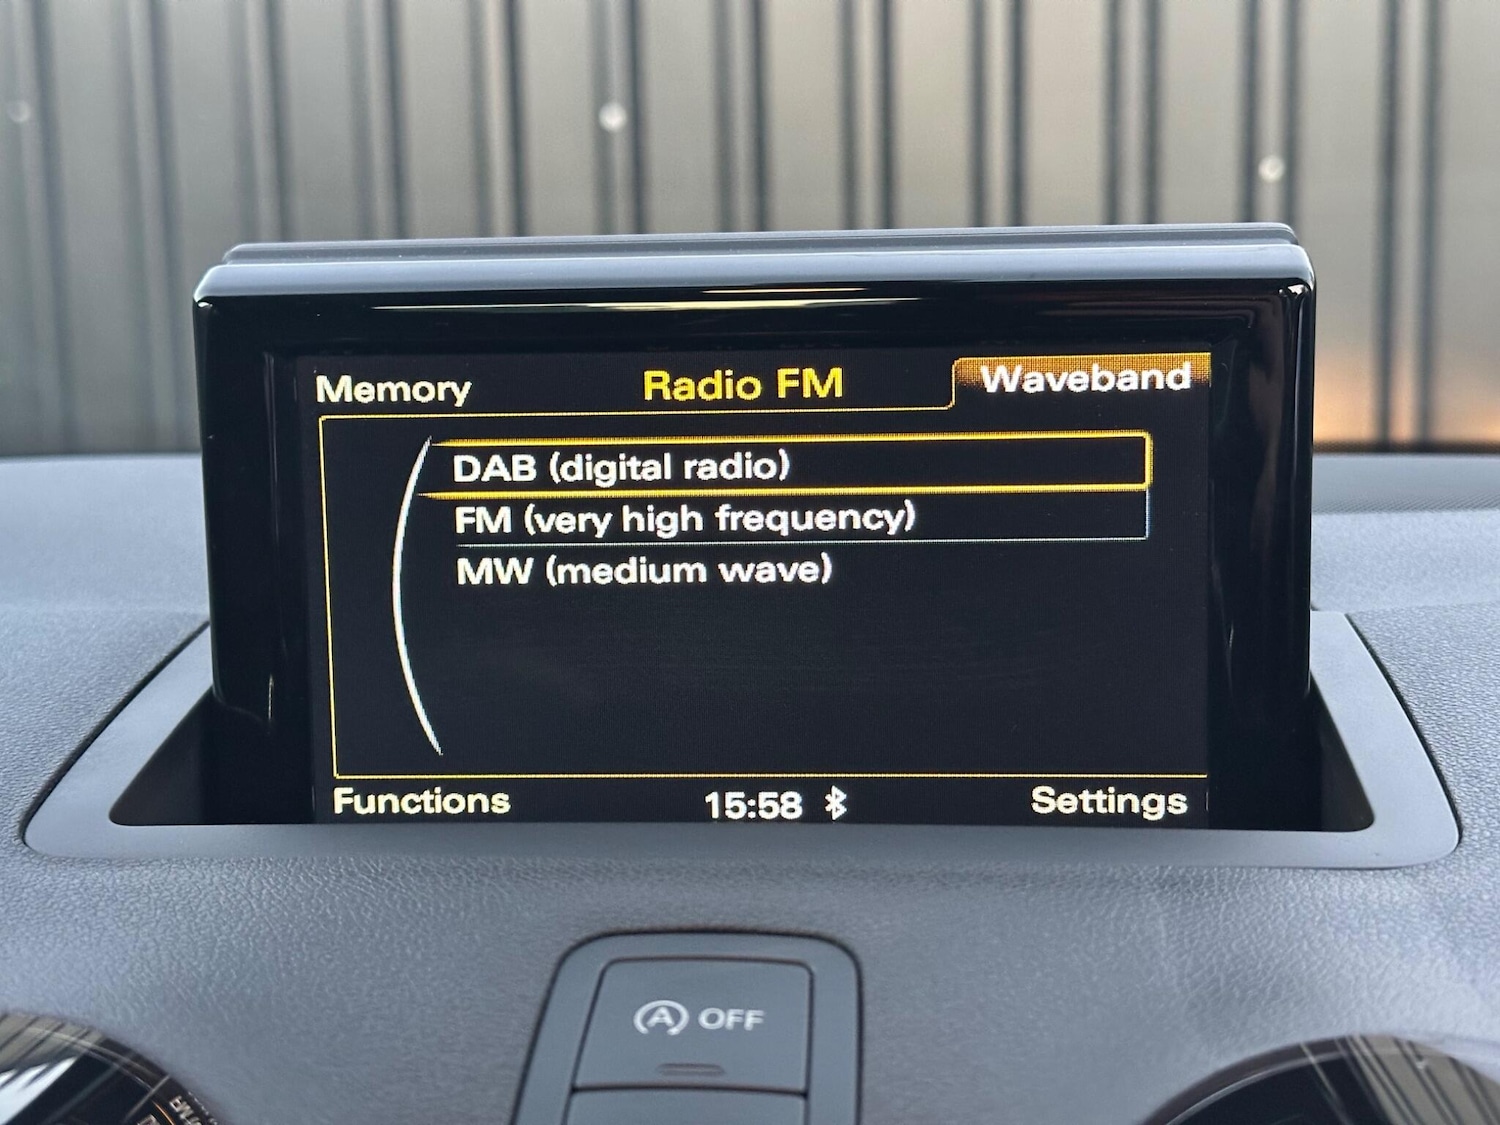 Memory
Radio FM
Waveband
DAB (digital radio)
FM (very high frequency)
MW (medium wave)
Functions
15:58
Settings
A OFF